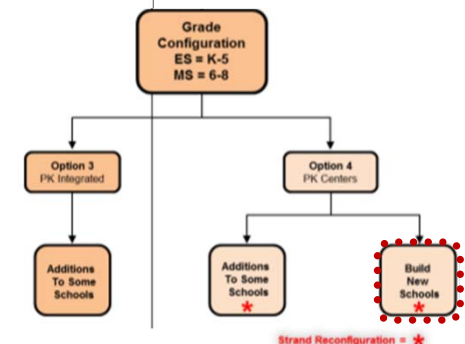 Grade
Configuration
ES = K-5
MS = 6-8
Option 3
PK Integrated
Option 4
PK Centers
Additions
To Some
Schools
Additions
To Some
Schools
*
Build
New
Schools
*
Strand Reconfiguration = *